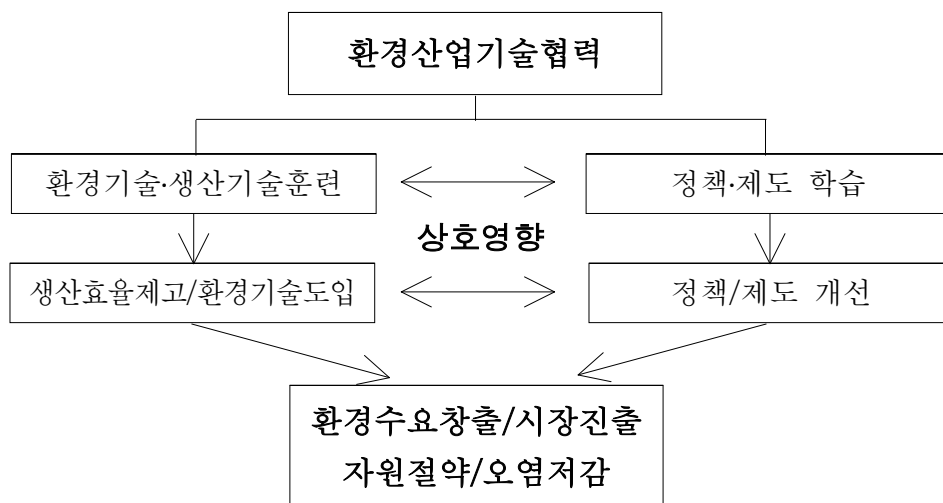 환경산업기술협력
환경기술·생산기술훈련
정책·제도 학습
상호영향
생산효율제고/환경기술도입
정책/제도 개선
환경수요창출/시장진출
자원절약/오염저감